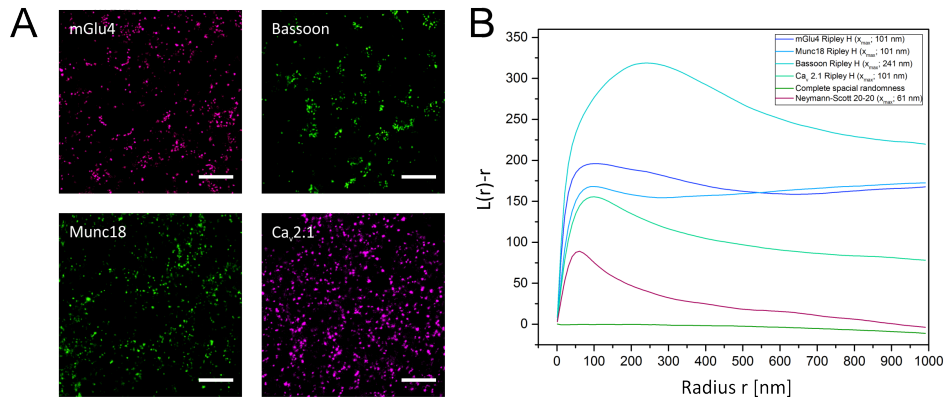 A
mGlu4
Bassoon
Munc18
Caᵥ2.1
B
350
300
250
200
150
100
50
0
L(r)-r
mGlu4 Ripley H (xmax; 101 nm)
Munc18 Ripley H (xmax; 101 nm)
Bassoon Ripley H (xmax; 241 nm)
Caᵥ 2.1 Ripley H (xmax; 101 nm)
Complete spacial randomness
Neymann-Scott 20-20 (xmax; 61 nm)
0 100 200 300 400 500 600 700 800 900 1000
Radius r [nm]